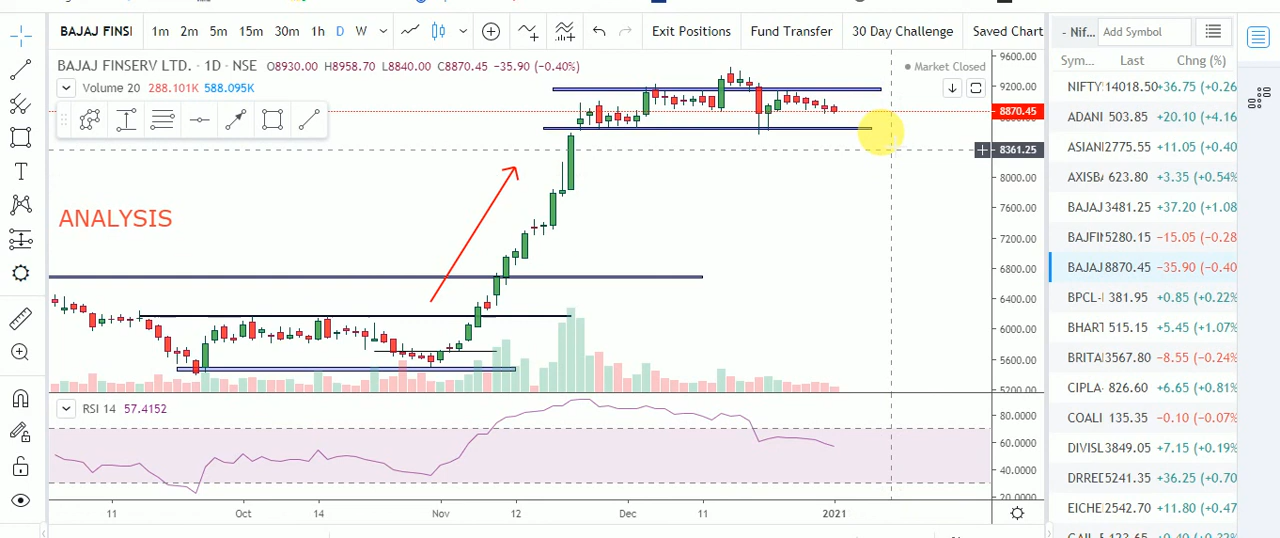 BAJAJ FINSI 1m 2m 5m 15m 30m 1h D W Exit Positions Fund Transfer 30 Day Challenge Saved Chart
BAJAJ FINSERV LTD. · 1D · NSE O8930.00 H8958.70 L8840.00 C8870.45 −35.90 (−0.40%)
Market Closed
Volume 20 288.101K 588.095K
ANALYSIS
9600.00
9200.00
8870.45
8361.25
8000.00
7600.00
7200.00
6800.00
6400.00
6000.00
5600.00
5200.00
RSI 14 57.4152
80.0000
60.0000
40.0000
20.0000
11 Oct 14 Nov 12 Dec 11 2021
- Nif... Add Symbol
Sym... Last Chng (%)
NIFTY 14018.50 +36.75 (+0.26
ADANI 503.85 +20.10 (+4.16
ASIAN 2775.55 +11.05 (+0.40
AXISBA 623.80 +3.35 (+0.54%
BAJAJ 3481.25 +37.20 (+1.08
BAJFI 5280.15 −15.05 (−0.28
BAJAJ 8870.45 −35.90 (−0.40
BPCL- 381.95 +0.85 (+0.22%
BHART 515.15 +5.45 (+1.07%
BRITA 3567.80 −8.55 (−0.24%
CIPLA- 826.60 +6.65 (+0.81%
COALI 135.35 −0.10 (−0.07%
DIVISL 3849.05 +7.15 (+0.19%
DRREI 5241.35 +36.25 (+0.70
EICHE 2542.70 +11.80 (+0.47